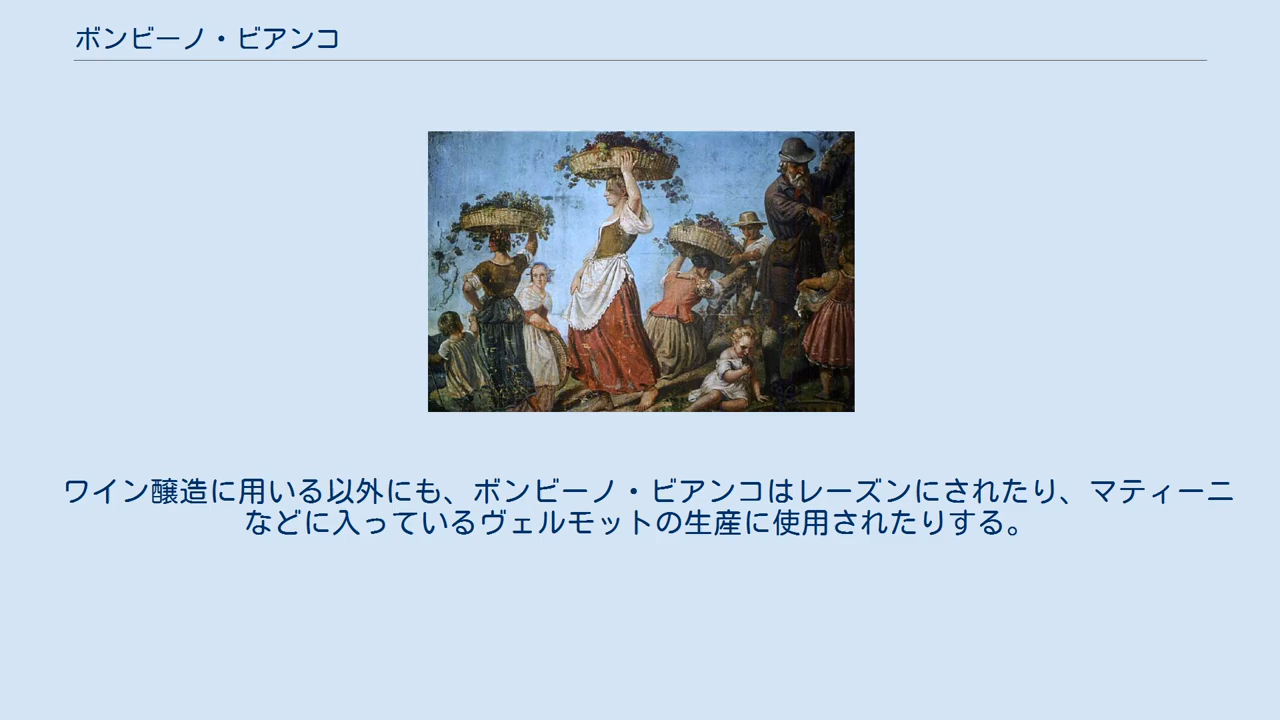 ボンビーノ・ビアンコ
ワイン醸造に用いる以外にも、ボンビーノ・ビアンコはレーズンにされたり、マティーニ
などに入っているヴェルモットの生産に使用されたりする。